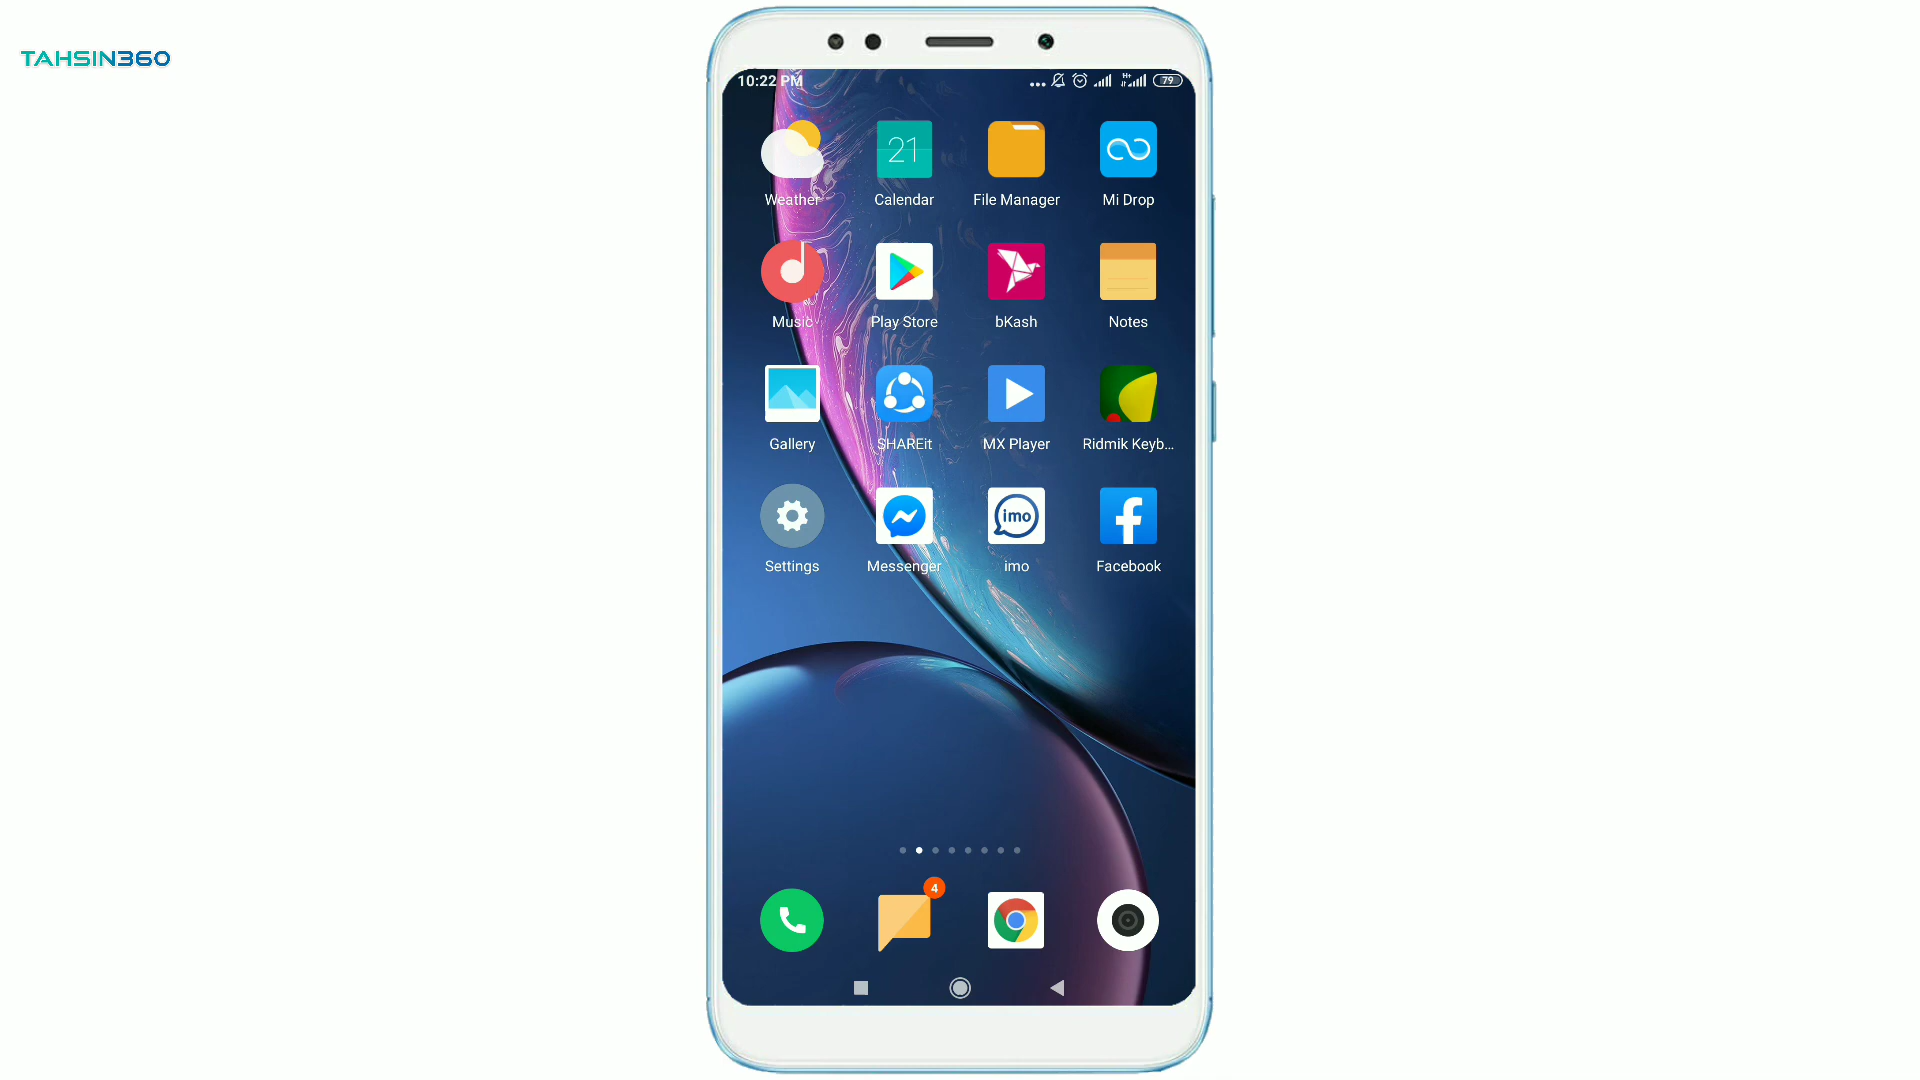 TAHSIN360
10:22 PM
H+
79
21
Weather
Calendar
File Manager
Mi Drop
Music
Play Store
bKash
Notes
Gallery
SHAREit
MX Player
Ridmik Keyb...
imo
Settings
Messenger
imo
Facebook
4